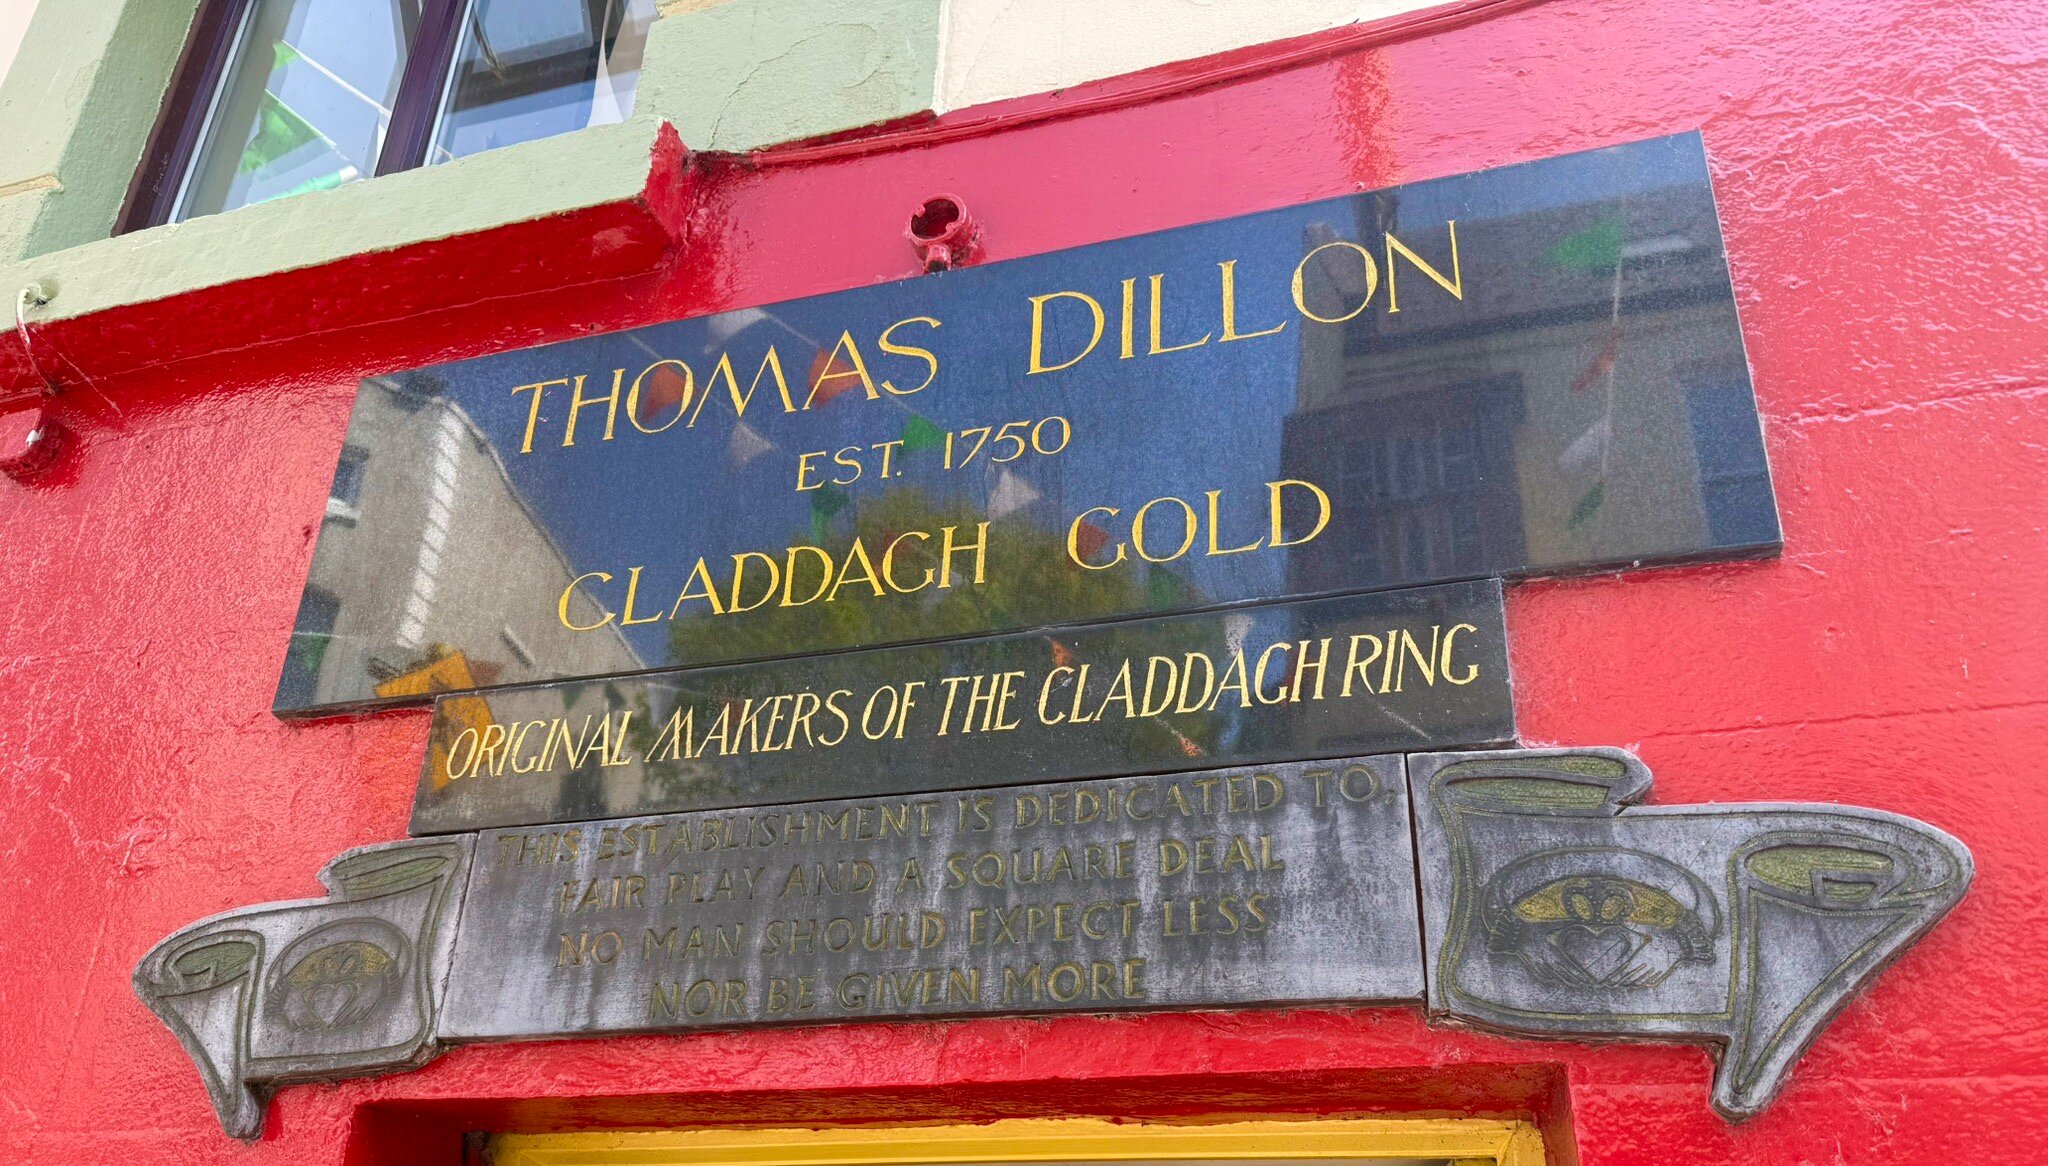 THOMAS DILLON
EST. 1750
CLADDAGH GOLD
ORIGINAL MAKERS OF THE CLADDAGH RING
THIS ESTABLISHMENT IS DEDICATED TO,
FAIR PLAY AND A SQUARE DEAL
NO MAN SHOULD EXPECT LESS
NOR BE GIVEN MORE